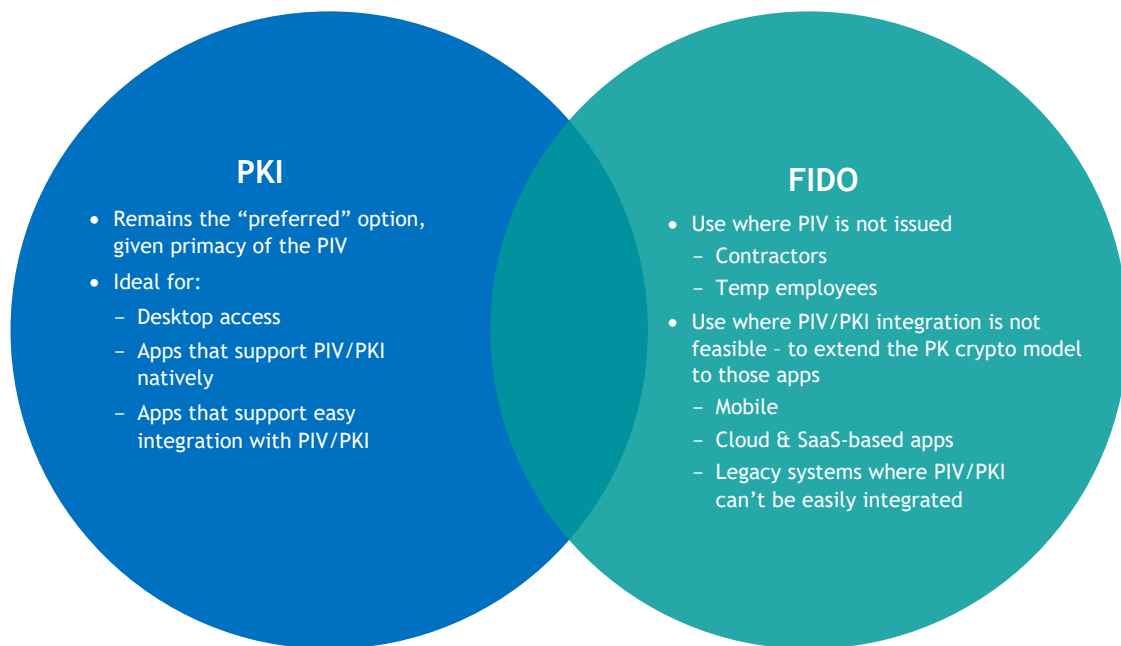 PKI
• Remains the “preferred” option,
given primacy of the PIV
• Ideal for:
– Desktop access
– Apps that support PIV/PKI
natively
– Apps that support easy
integration with PIV/PKI
FIDO
• Use where PIV is not issued
– Contractors
– Temp employees
• Use where PIV/PKI integration is not
feasible – to extend the PK crypto model
to those apps
– Mobile
– Cloud & SaaS-based apps
– Legacy systems where PIV/PKI
can’t be easily integrated